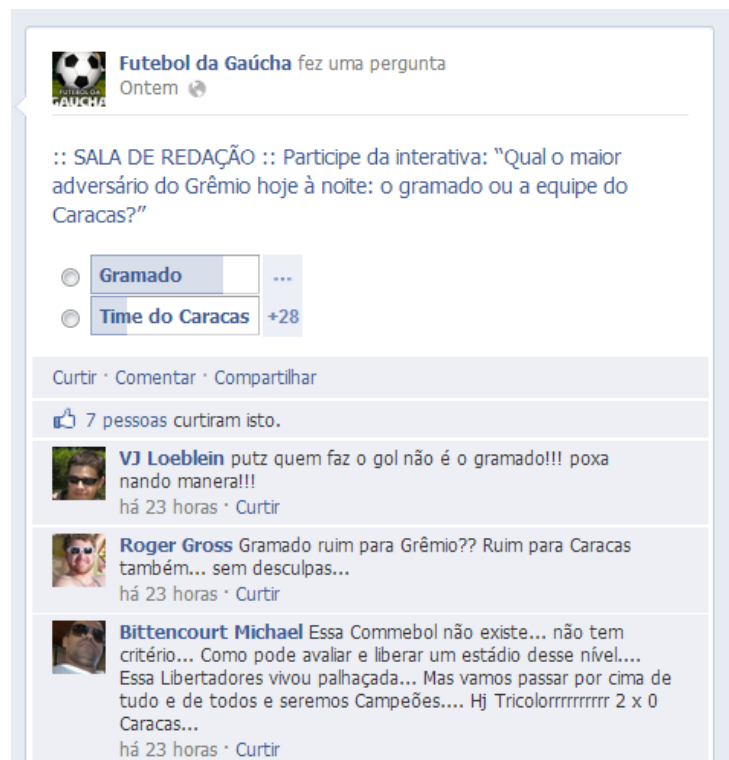 Futebol da Gaúcha fez uma pergunta
Ontem
FUTEBOL DA
GAUCHA
:: SALA DE REDAÇÃO :: Participe da interativa: “Qual o maior
adversário do Grêmio hoje à noite: o gramado ou a equipe do
Caracas?”
Gramado ...
Time do Caracas +28
Curtir · Comentar · Compartilhar
7 pessoas curtiram isto.
VJ Loeblein putz quem faz o gol não é o gramado!!! poxa
nando manera!!!
há 23 horas · Curtir
Roger Gross Gramado ruim para Grêmio?? Ruim para Caracas
também... sem desculpas...
há 23 horas · Curtir
Bittencourt Michael Essa Commebol não existe... não tem
critério... Como pode avaliar e liberar um estádio desse nível....
Essa Libertadores vivou palhaçada... Mas vamos passar por cima de
tudo e de todos e seremos Campeões.... Hj Tricolorrrrrrrrrr 2 x 0
Caracas...
há 23 horas · Curtir